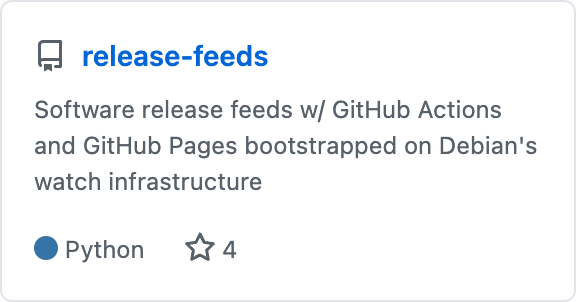 release-feeds
Software release feeds w/ GitHub Actions
and GitHub Pages bootstrapped on Debian's
watch infrastructure
Python 4